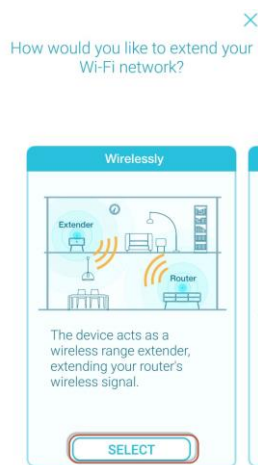 How would you like to extend your
Wi-Fi network?
Wirelessly
Extender
Router
The device acts as a
wireless range extender,
extending your router's
wireless signal.
SELECT